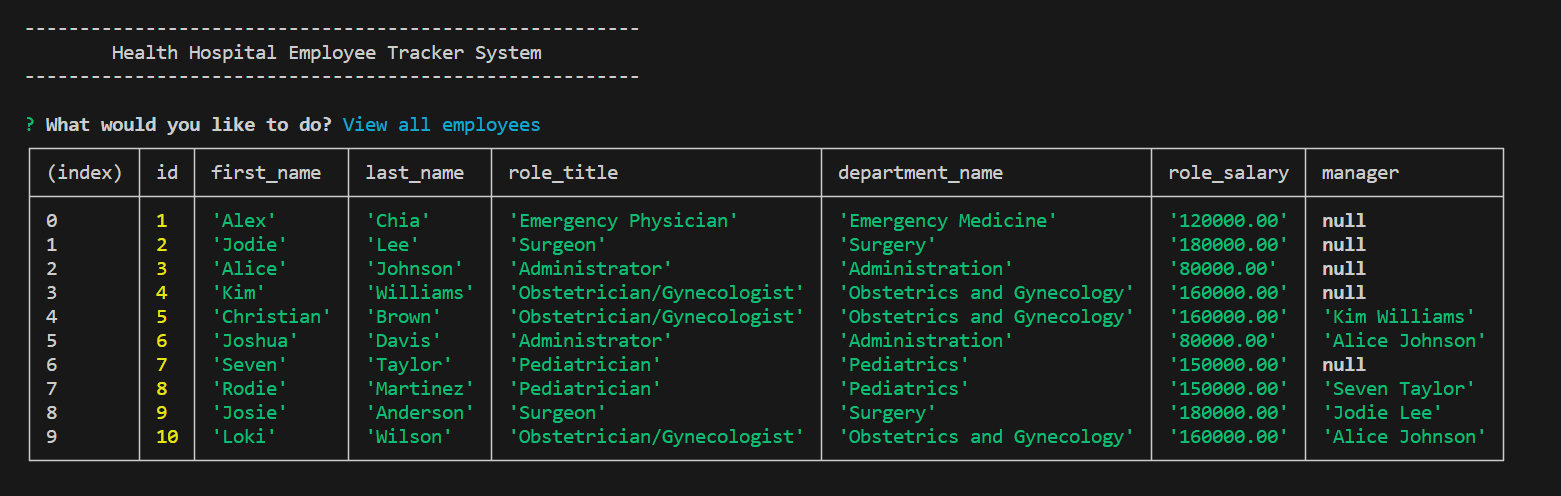 --------------------------------------------------------
Health Hospital Employee Tracker System
--------------------------------------------------------
? What would you like to do? View all employees
(index) id first_name last_name role_title department_name role_salary manager
0 1 'Alex' 'Chia' 'Emergency Physician' 'Emergency Medicine' '120000.00' null
1 2 'Jodie' 'Lee' 'Surgeon' 'Surgery' '180000.00' null
2 3 'Alice' 'Johnson' 'Administrator' 'Administration' '80000.00' null
3 4 'Kim' 'Williams' 'Obstetrician/Gynecologist' 'Obstetrics and Gynecology' '160000.00' null
4 5 'Christian' 'Brown' 'Obstetrician/Gynecologist' 'Obstetrics and Gynecology' '160000.00' 'Kim Williams'
5 6 'Joshua' 'Davis' 'Administrator' 'Administration' '80000.00' 'Alice Johnson'
6 7 'Seven' 'Taylor' 'Pediatrician' 'Pediatrics' '150000.00' null
7 8 'Rodie' 'Martinez' 'Pediatrician' 'Pediatrics' '150000.00' 'Seven Taylor'
8 9 'Josie' 'Anderson' 'Surgeon' 'Surgery' '180000.00' 'Jodie Lee'
9 10 'Loki' 'Wilson' 'Obstetrician/Gynecologist' 'Obstetrics and Gynecology' '160000.00' 'Alice Johnson'